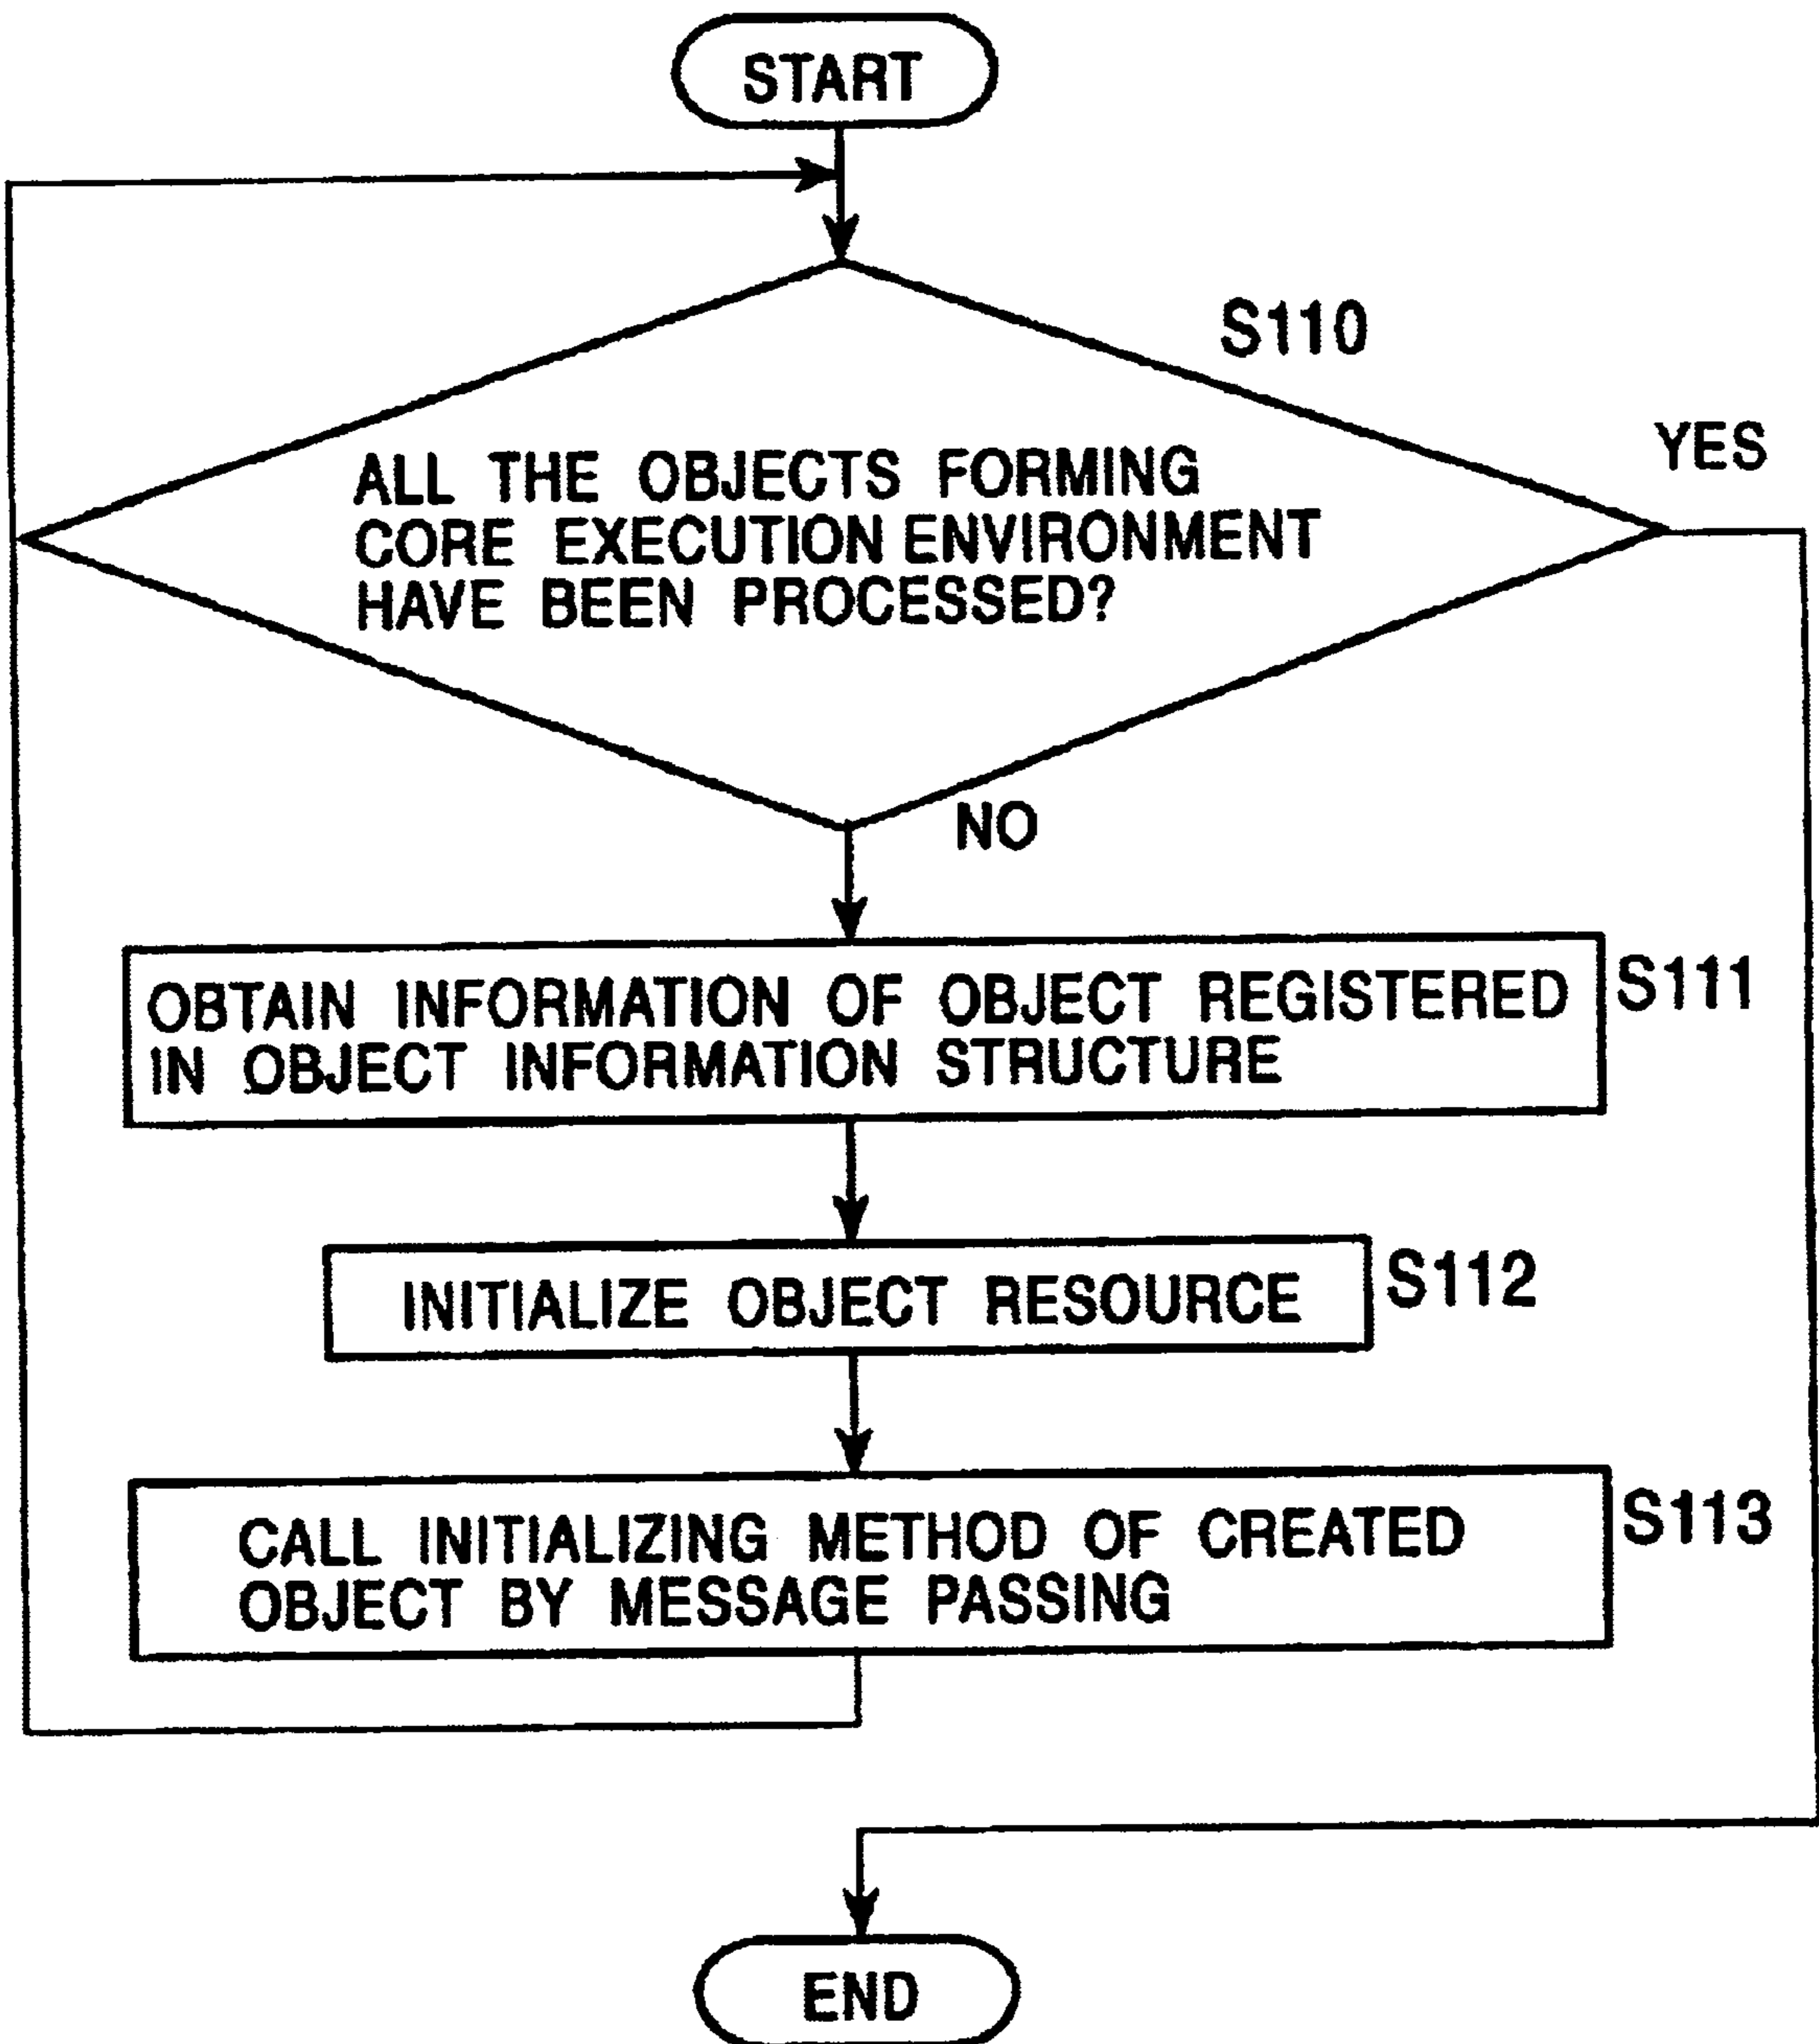 START
S110
YES
ALL THE OBJECTS FORMING
CORE EXECUTION ENVIRONMENT
HAVE BEEN PROCESSED?
NO
OBTAIN INFORMATION OF OBJECT REGISTERED
IN OBJECT INFORMATION STRUCTURE
S111
INITIALIZE OBJECT RESOURCE
S112
CALL INITIALIZING METHOD OF CREATED
OBJECT BY MESSAGE PASSING
S113
END